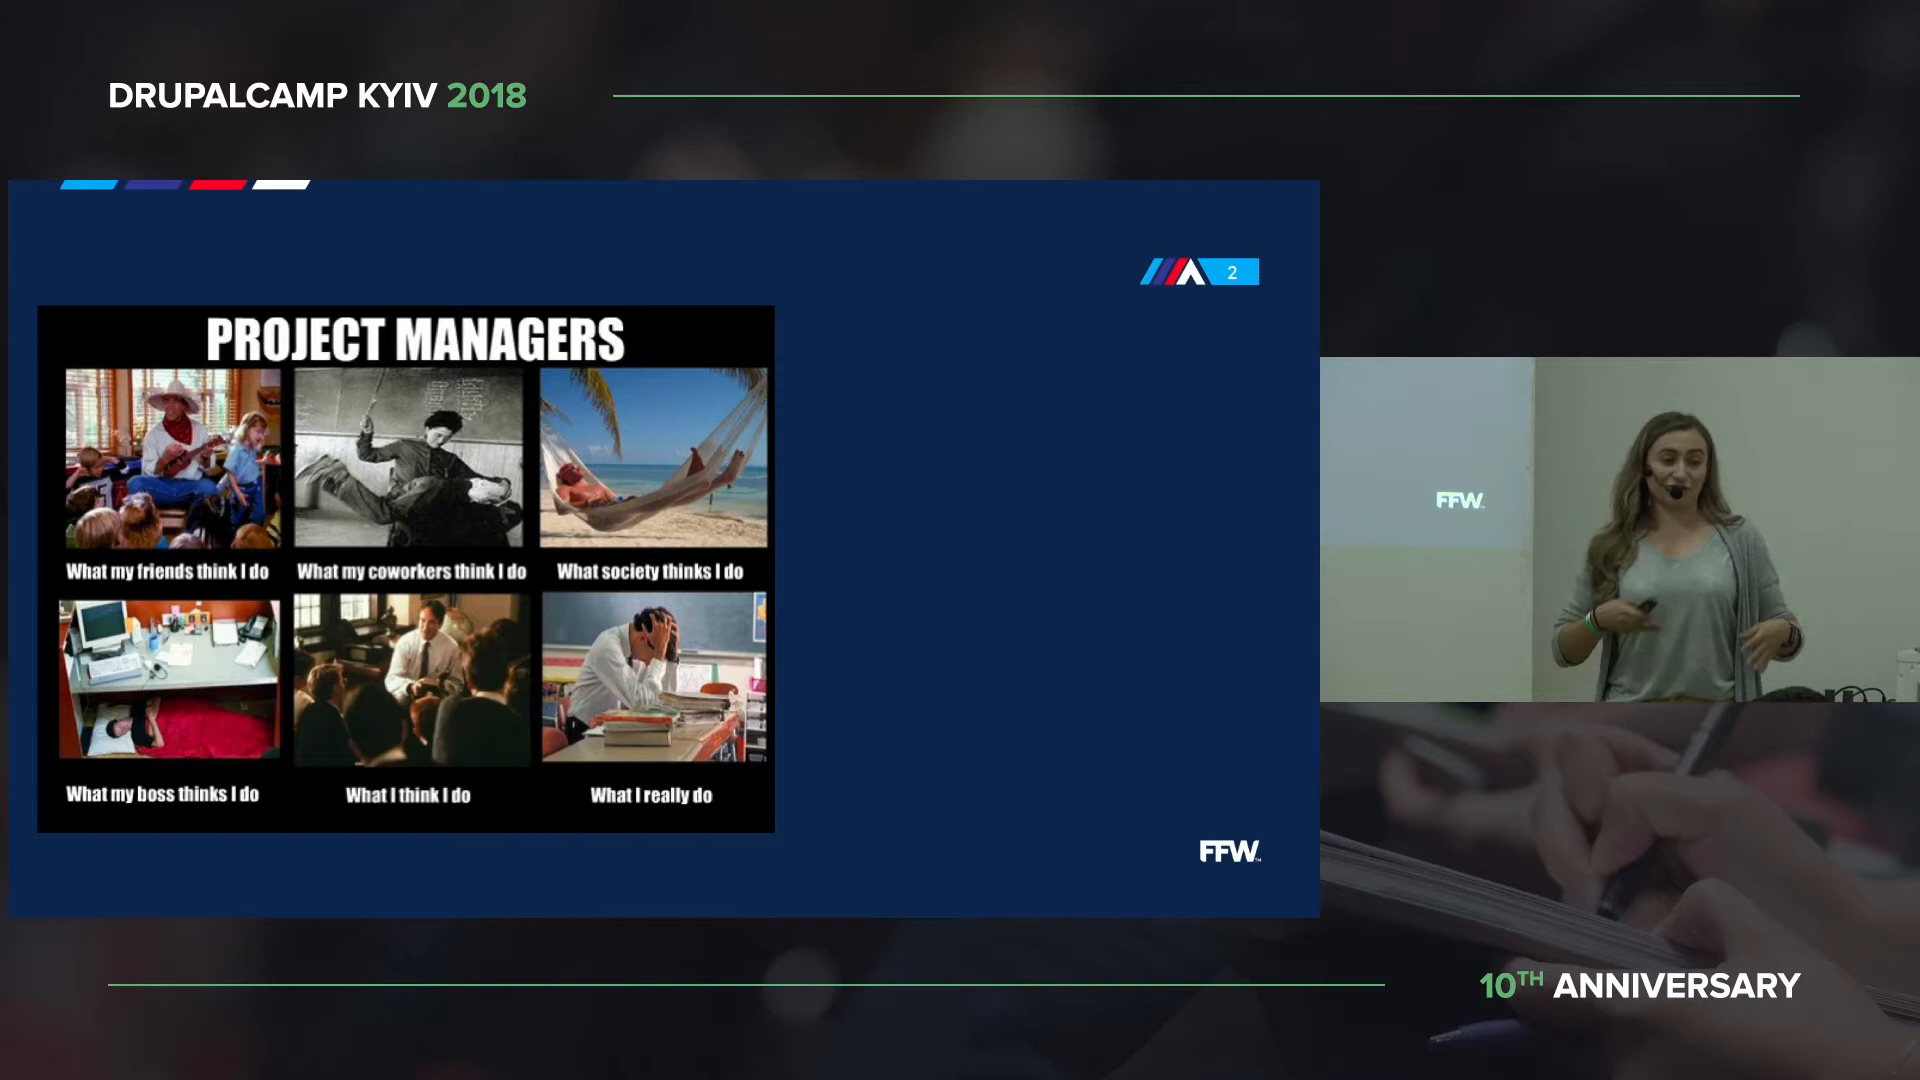 DRUPALCAMP KYIV 2018
2
PROJECT MANAGERS
What my friends think I do
What my coworkers think I do
What society thinks I do
What my boss thinks I do
What I think I do
What I really do
FFW
FFW
10TH ANNIVERSARY